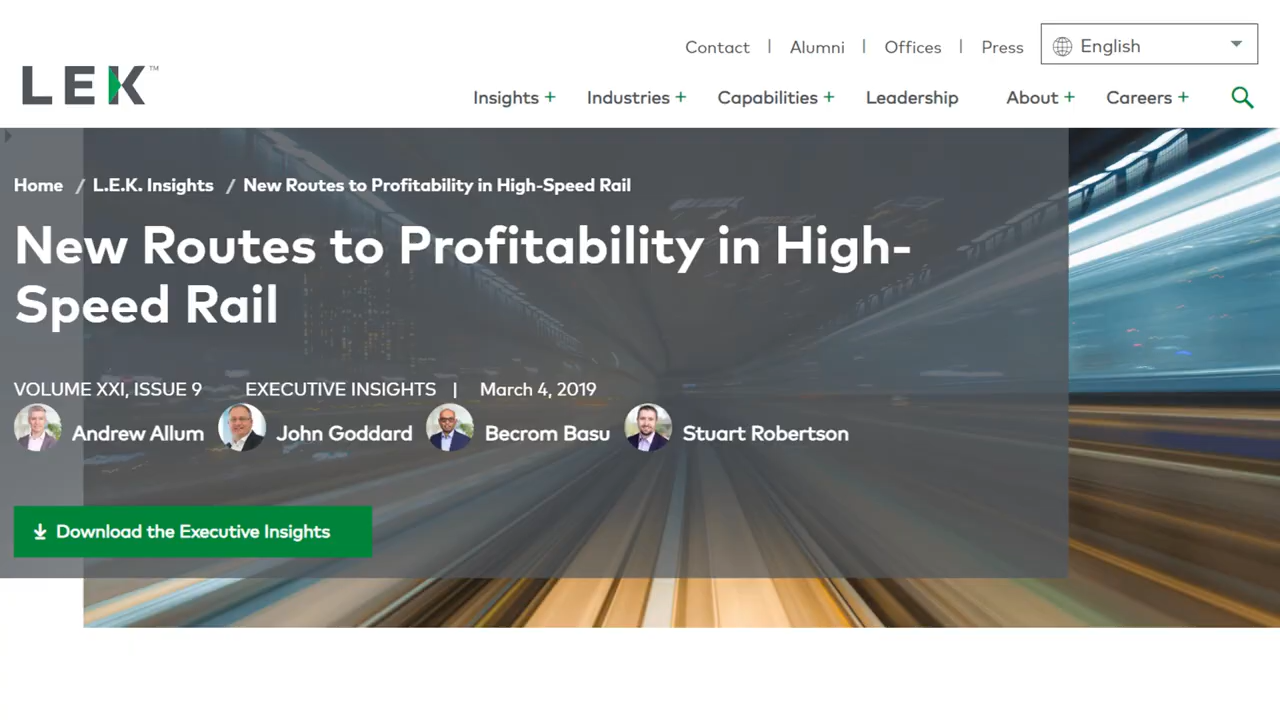 Contact | Alumni | Offices | Press English
LEK™
Insights + Industries + Capabilities + Leadership About + Careers +
Home / L.E.K. Insights / New Routes to Profitability in High-Speed Rail
New Routes to Profitability in High-
Speed Rail
VOLUME XXI, ISSUE 9 EXECUTIVE INSIGHTS | March 4, 2019
Andrew Allum John Goddard Becrom Basu Stuart Robertson
Download the Executive Insights